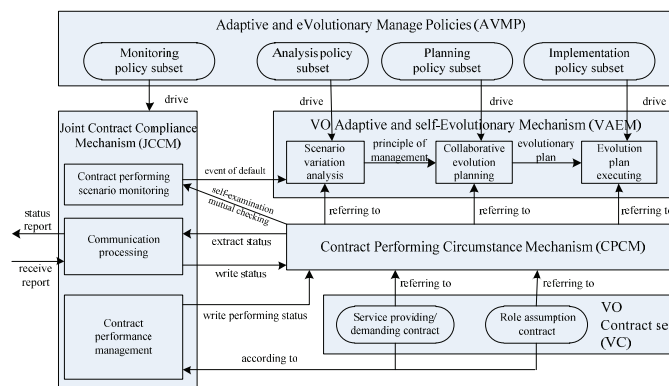 Adaptive and eVolutionary Manage Policies (AVMP)
Monitoring
policy subset
Analysis policy
subset
Planning
policy subset
Implementation
policy subset
drive
drive
drive
drive
Joint Contract Compliance
Mechanism (JCCM)
VO Adaptive and self-Evolutionary Mechanism (VAEM)
Contract performing
scenario monitoring
event of default
Scenario
variation
analysis
principle of
management
Collaborative
evolution
planning
evolutionary
plan
Evolution
plan
executing
self-examination
mutual checking
referring to
referring to
referring to
status
report
Communication
processing
extract status
Contract Performing Circumstance Mechanism (CPCM)
receive
report
write status
referring to
referring to
write performing status
Contract
performance
management
Service providing/
demanding contract
Role assumption
contract
VO
Contract se
(VC)
according to